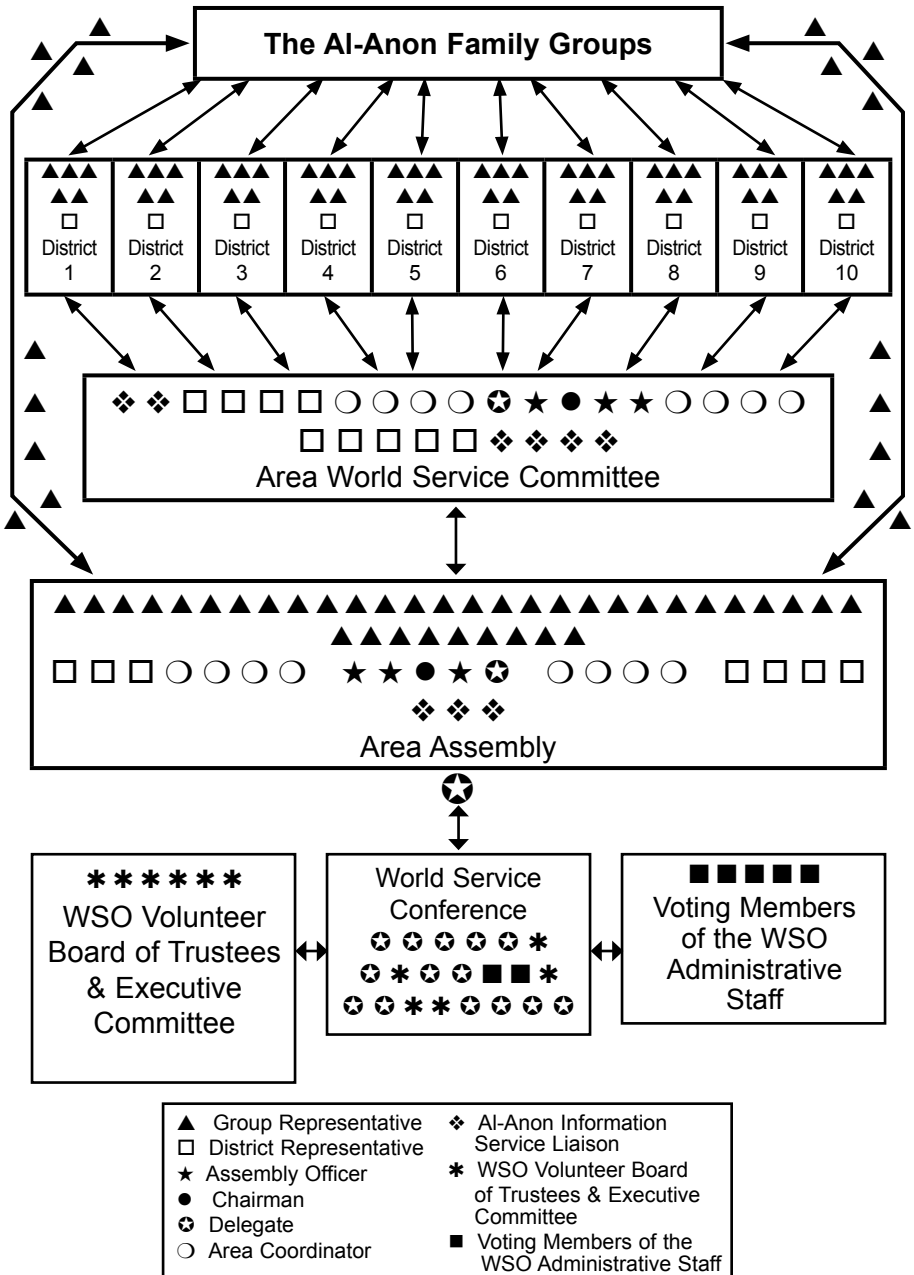 The Al-Anon Family Groups
District 1
District 2
District 3
District 4
District 5
District 6
District 7
District 8
District 9
District 10
Area World Service Committee
Area Assembly
WSO Volunteer
Board of Trustees
& Executive
Committee
World Service
Conference
Voting Members
of the WSO
Administrative
Staff
Group Representative
District Representative
Assembly Officer
Chairman
Delegate
Area Coordinator
Al-Anon Information
Service Liaison
WSO Volunteer Board
of Trustees & Executive
Committee
Voting Members of the
WSO Administrative Staff